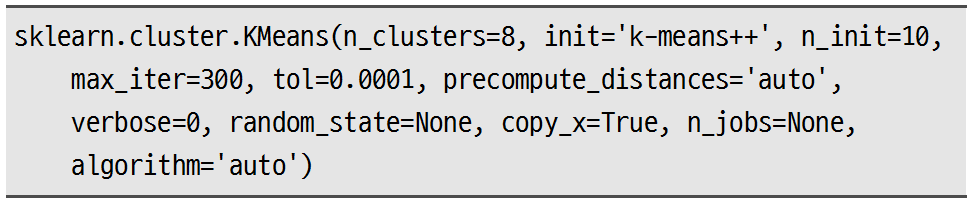 sklearn.cluster.KMeans(n_clusters=8, init='k-means++', n_init=10,
max_iter=300, tol=0.0001, precompute_distances='auto',
verbose=0, random_state=None, copy_x=True, n_jobs=None,
algorithm='auto')